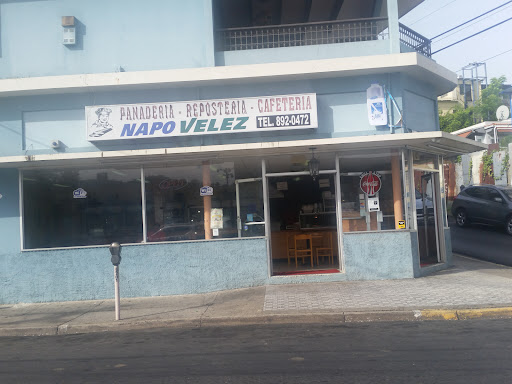 PANADERIA - REPOSTERIA - CAFETERIA
NAPO VELEZ TEL. 892-0472